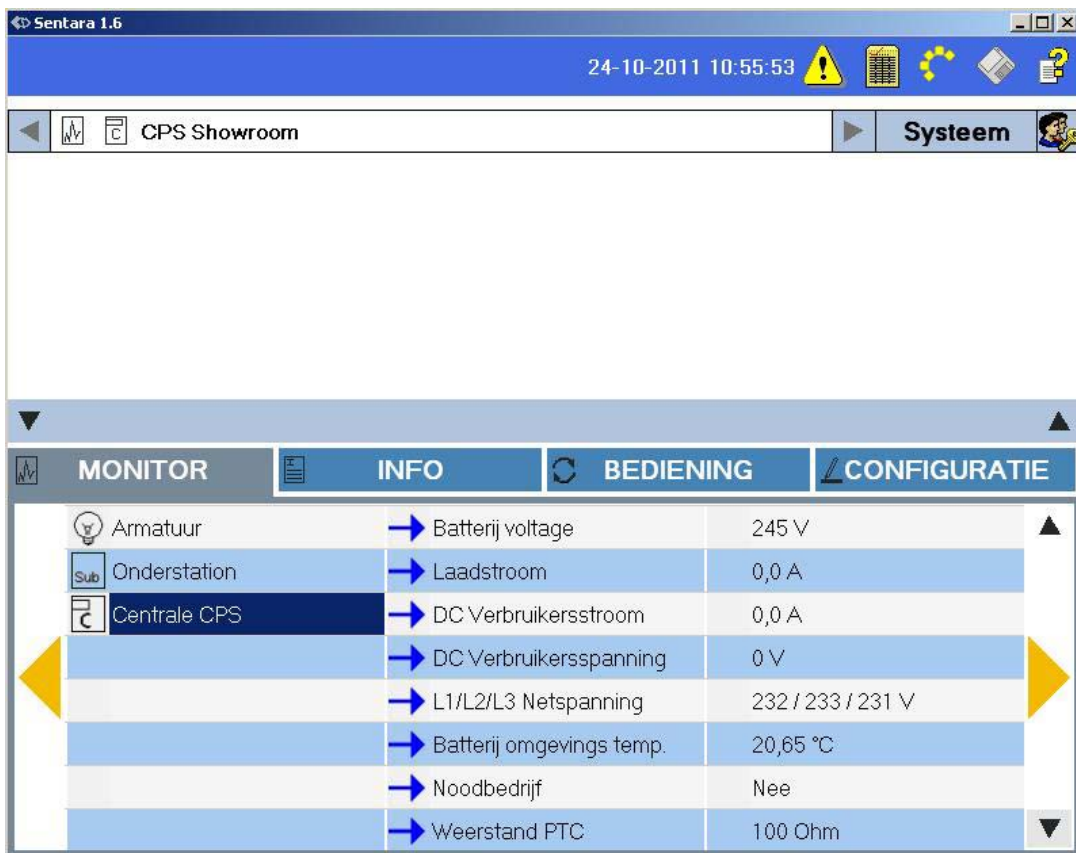 Sentara 1.6
24-10-2011 10:55:53
C CPS Showroom Systeem
MONITOR INFO BEDIENING CONFIGURATIE
Armatuur Batterij voltage 245 V
Sub Onderstation Laadstroom 0,0 A
C Centrale CPS DC Verbruikersstroom 0,0 A
DC Verbruikersspanning 0 V
L1/L2/L3 Netspanning 232 / 233 / 231 V
Batterij omgevings temp. 20,65 °C
Noodbedrijf Nee
Weerstand PTC 100 Ohm